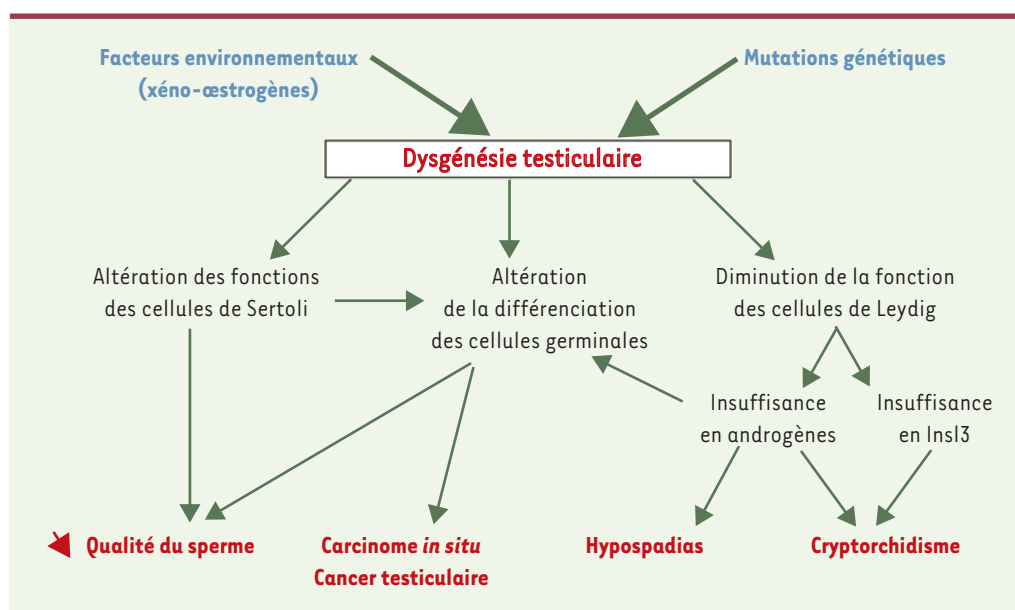 Facteurs environnementaux
(xéno-œstrogènes)
Mutations génétiques
Dysgénésie testiculaire
Altération des fonctions
des cellules de Sertoli
Altération
de la différenciation
des cellules germinales
Diminution de la fonction
des cellules de Leydig
Insuffisance
en androgènes
Insuffisance
en Insl3
Qualité du sperme
Carcinome in situ
Cancer testiculaire
Hypospadias
Cryptorchidisme